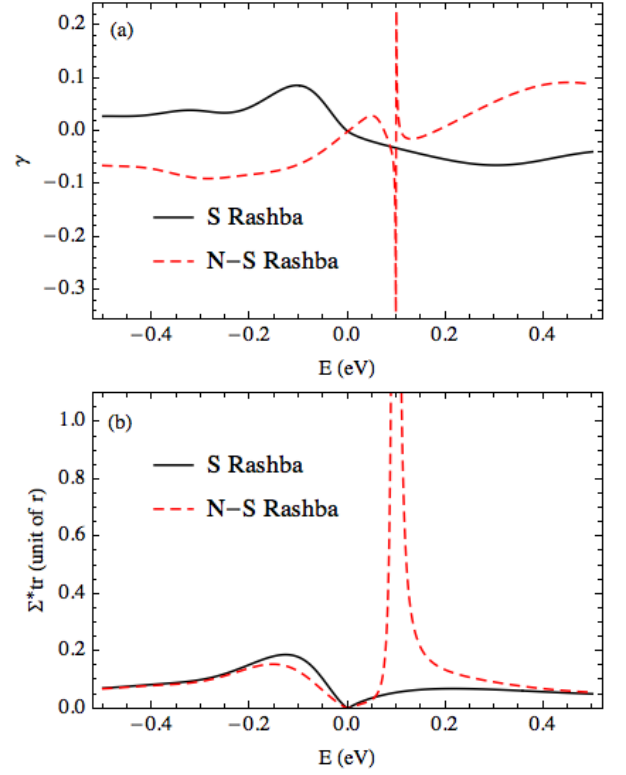 0.2
(a)
0.1
0.0
γ
−0.1
S Rashba
−0.2
N−S Rashba
−0.3
−0.4 −0.2 0.0 0.2 0.4
E (eV)
1.0
(b)
S Rashba
0.8
N−S Rashba
0.6
Σ*tr (unit of r)
0.4
0.2
0.0
−0.4 −0.2 0.0 0.2 0.4
E (eV)